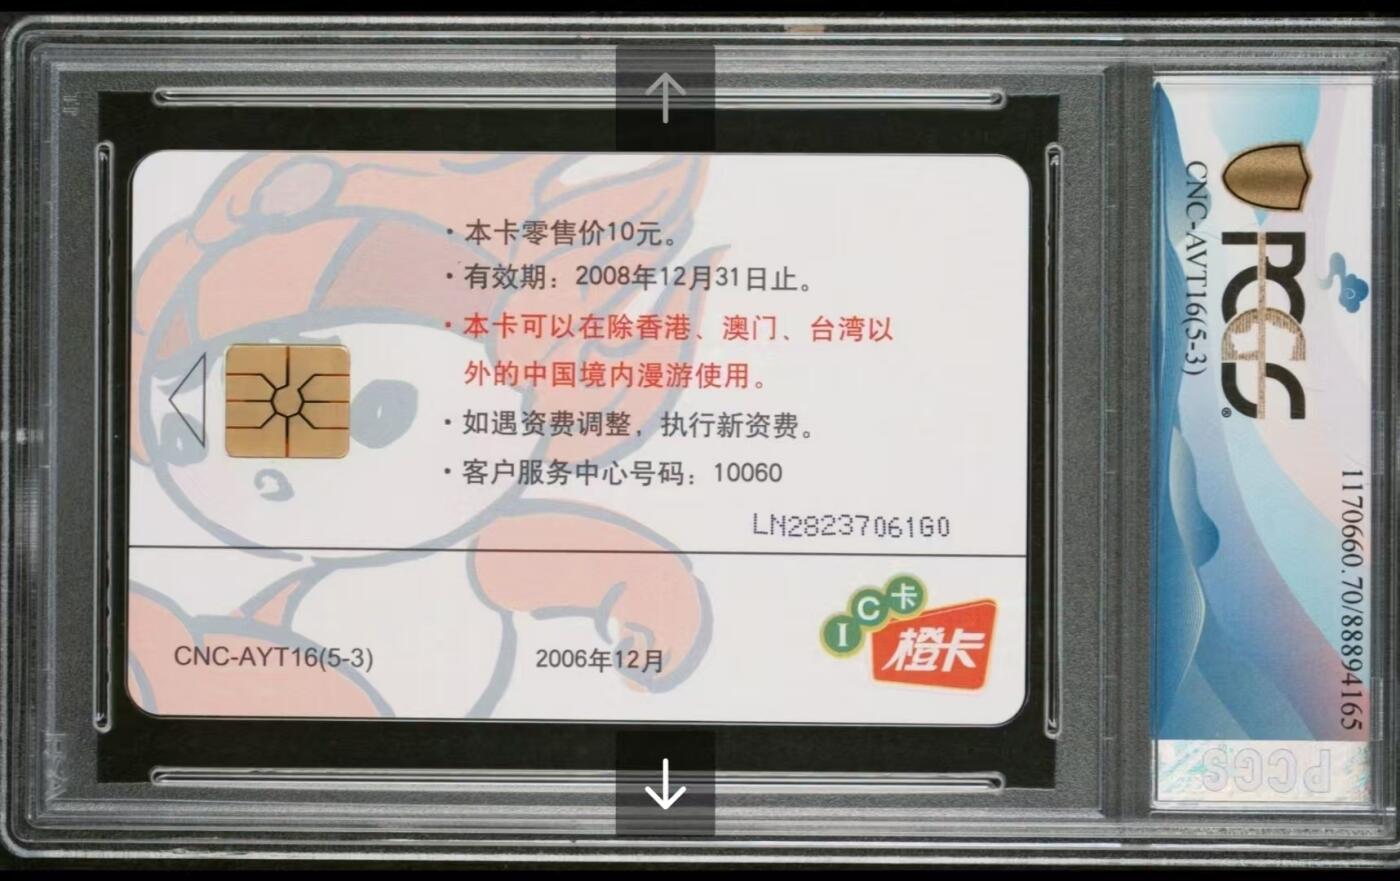 · 本卡零售价10元。
· 有效期：2008年12月31日止。
· 本卡可以在除香港、澳门、台湾以
外的中国境内漫游使用。
· 如遇资费调整，执行新资费。
· 客户服务中心号码：10060
LN2823706160
CNC-AYT16(5-3)
2006年12月
IC卡
橙卡
PCGS
CNC-AVT16(5-3)
1170660.70/88894165
PCGS